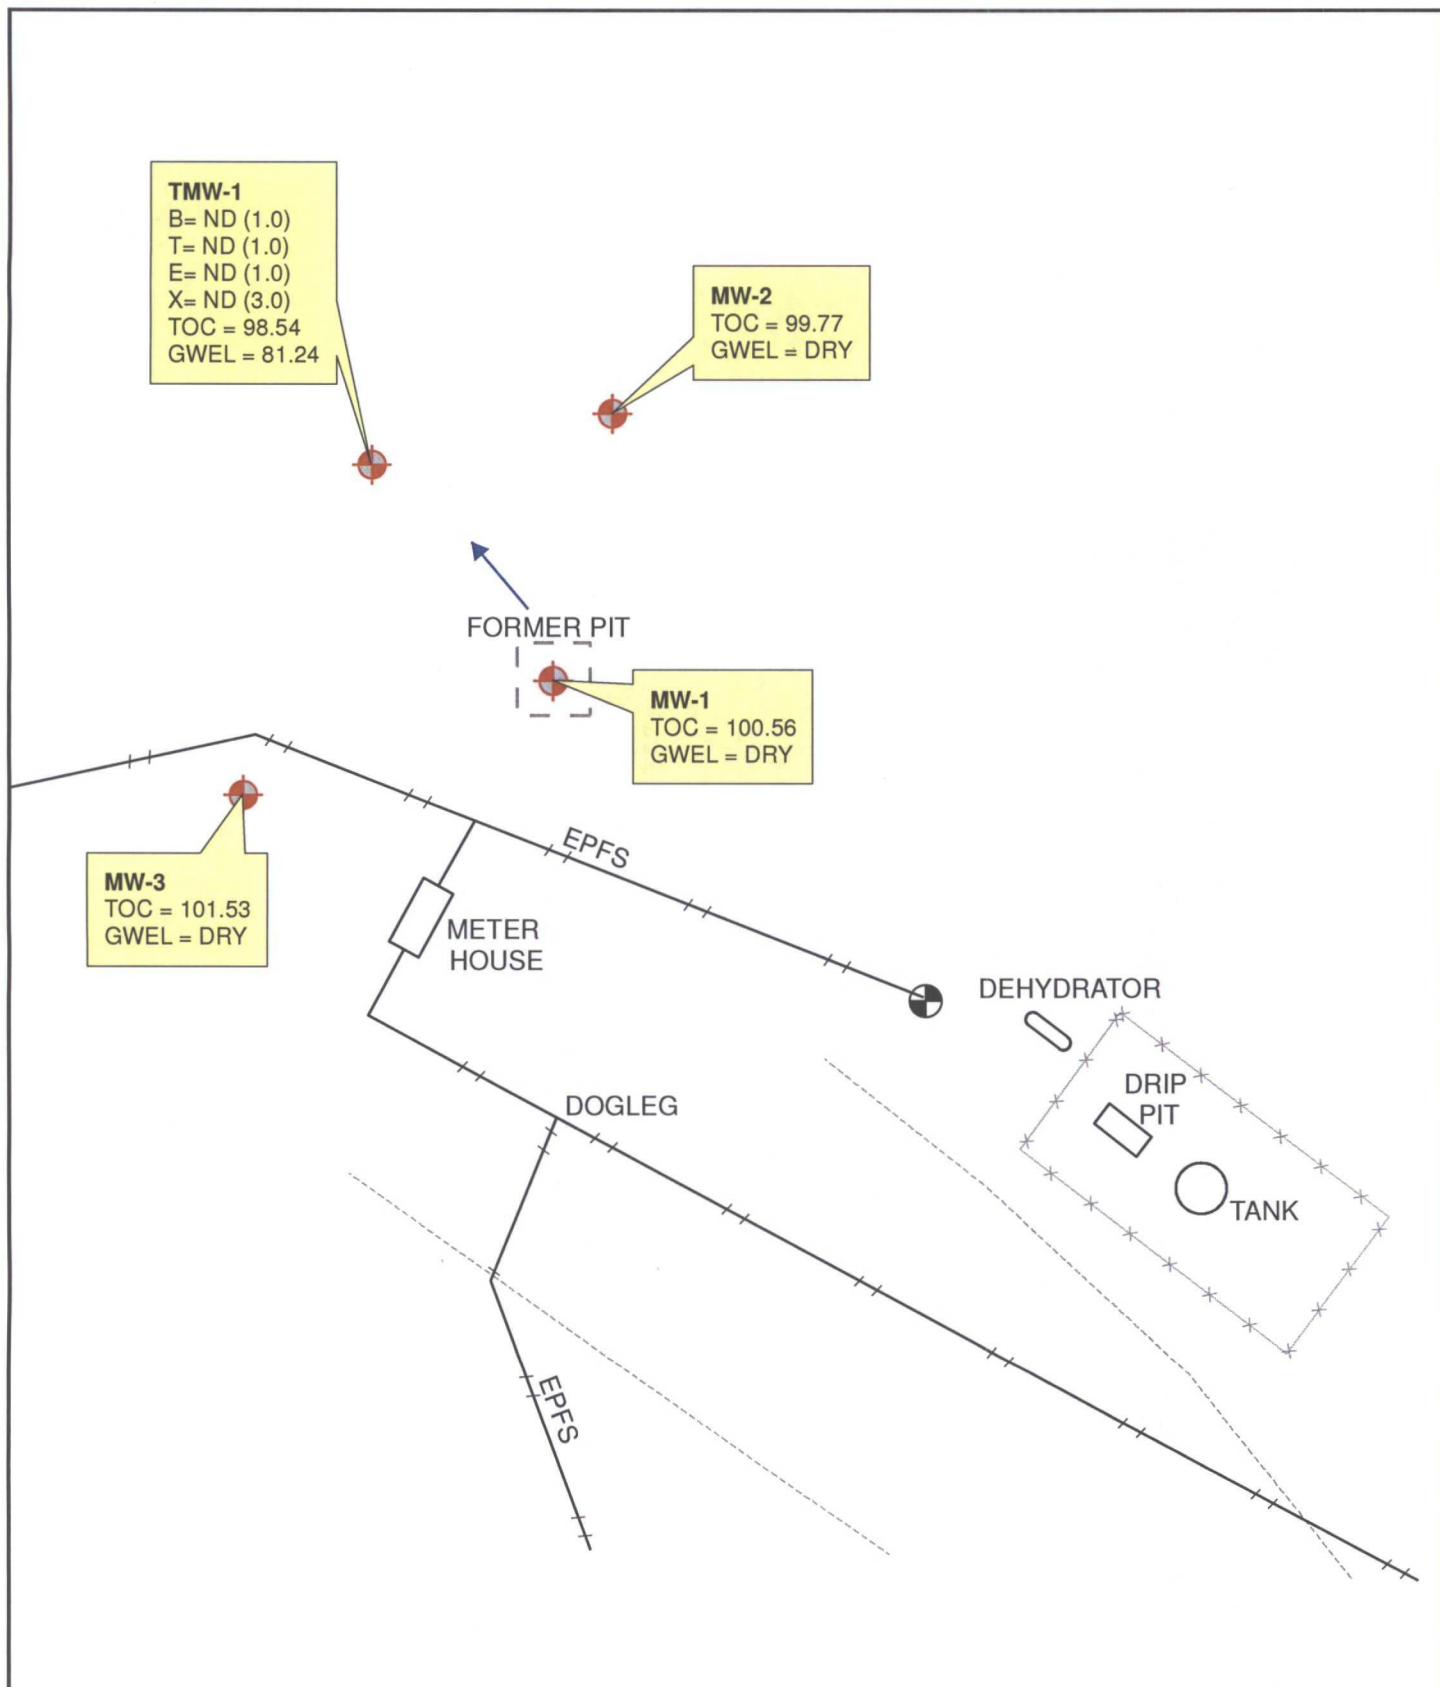 TMW-1
B= ND (1.0)
T= ND (1.0)
E= ND (1.0)
X= ND (3.0)
TOC = 98.54
GWEL = 81.24
MW-2
TOC = 99.77
GWEL = DRY
FORMER PIT
MW-1
TOC = 100.56
GWEL = DRY
EPFS
MW-3
TOC = 101.53
GWEL = DRY
METER
HOUSE
DEHYDRATOR
DRIP
PIT
DOGLEG
TANK
EPFS